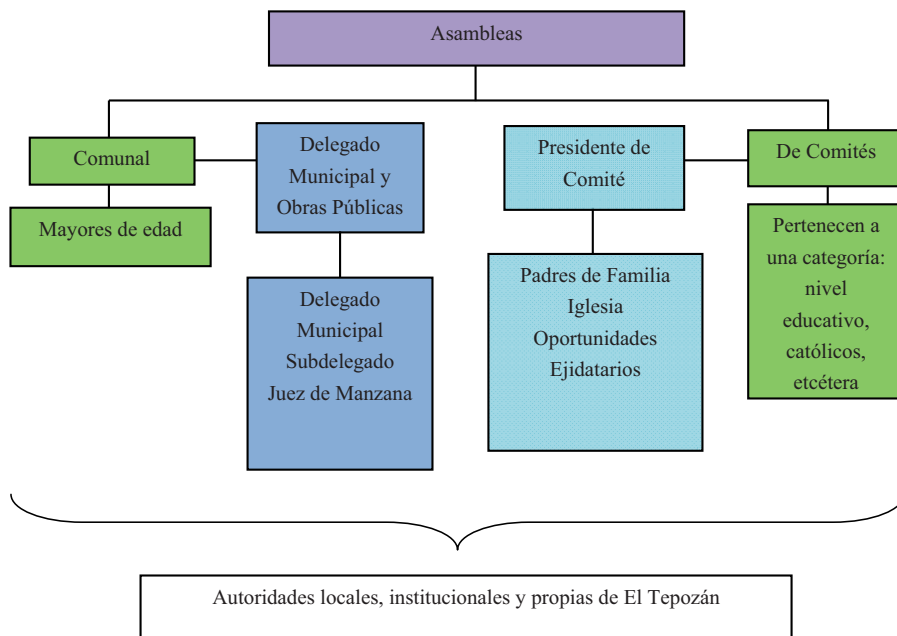 Asambleas
Comunal
Mayores de edad
Delegado
Municipal y
Obras Públicas
Delegado
Municipal
Subdelegado
Juez de Manzana
Presidente de
Comité
Padres de Familia
Iglesia
Oportunidades
Ejidatarios
De Comités
Pertenecen a
una categoría:
nivel
educativo,
católicos,
etcétera
Autoridades locales, institucionales y propias de El Tepozán